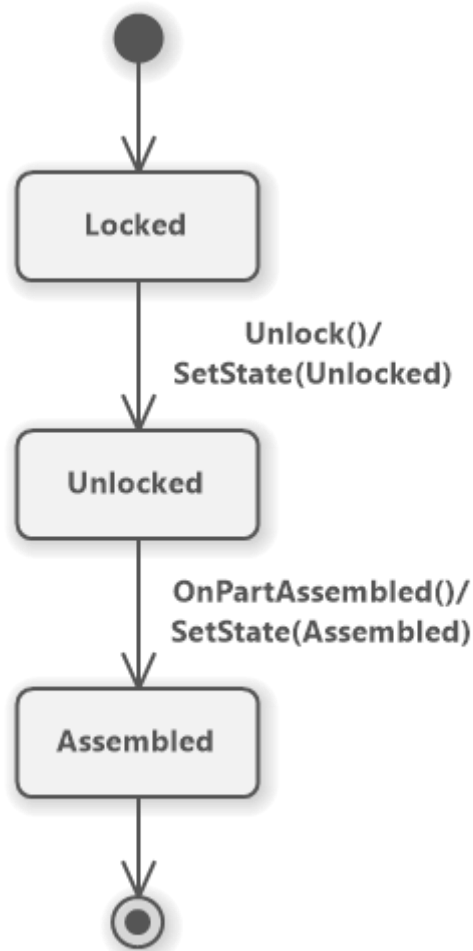 Locked
Unlock()/
SetState(Unlocked)
Unlocked
OnPartAssembled()/
SetState(Assembled)
Assembled